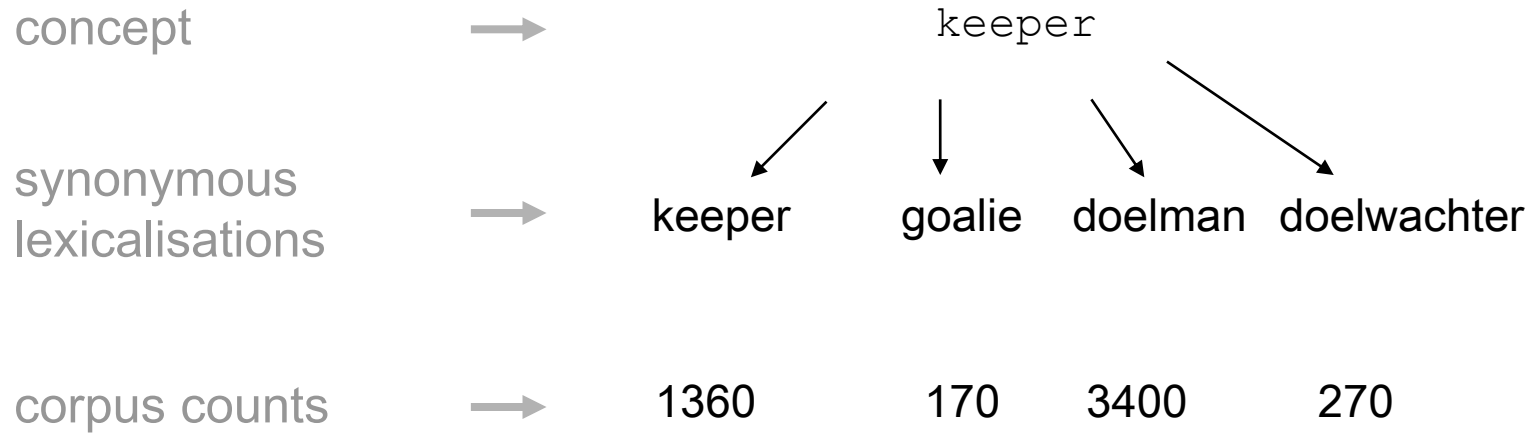 concept keeper
synonymous
lexicalisations keeper goalie doelman doelwachter
corpus counts 1360 170 3400 270